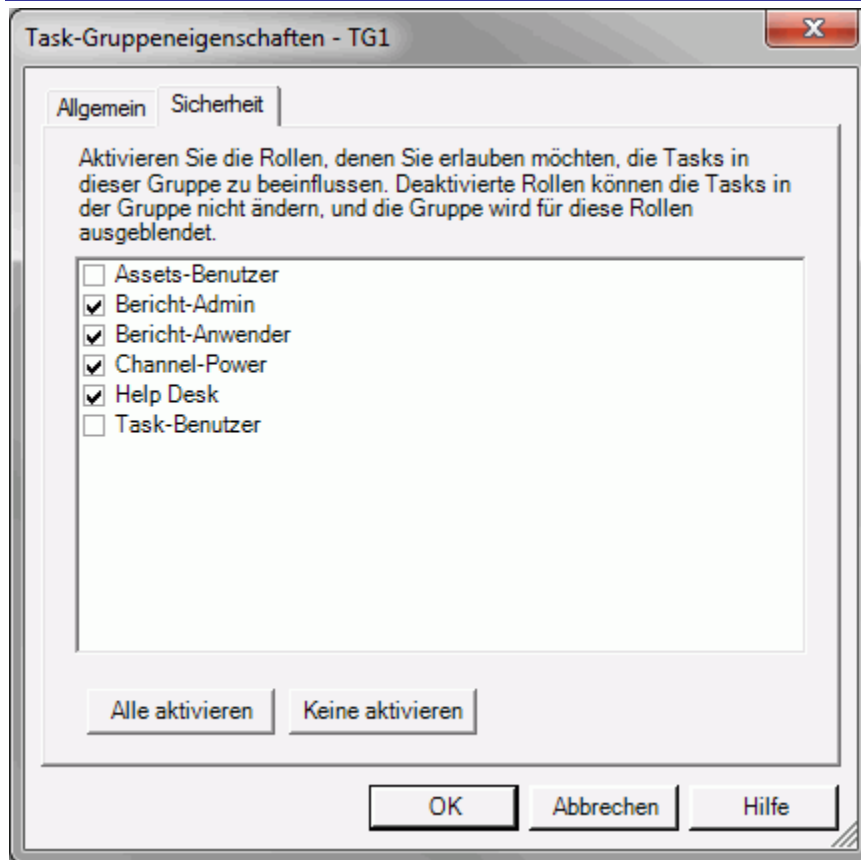 Task-Gruppeneigenschaften - TG1
Allgemein
Sicherheit
Aktivieren Sie die Rollen, denen Sie erlauben möchten, die Tasks in
dieser Gruppe zu beeinflussen. Deaktivierte Rollen können die Tasks in
der Gruppe nicht ändern, und die Gruppe wird für diese Rollen
ausgeblendet.
Assets-Benutzer
Bericht-Admin
Bericht-Anwender
Channel-Power
Help Desk
Task-Benutzer
Alle aktivieren
Keine aktivieren
OK
Abbrechen
Hilfe